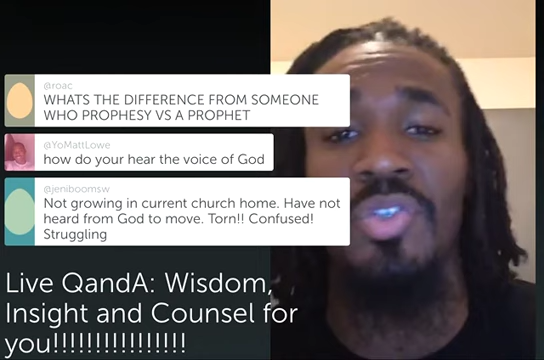 @roac
WHATS THE DIFFERENCE FROM SOMEONE
WHO PROPHESY VS A PROPHET
@YoMattLowe
how do your hear the voice of God
@jeniboomsw
Not growing in current church home. Have not
heard from God to move. Torn!! Confused!
Struggling
Live QandA: Wisdom,
Insight and Counsel for
you!!!!!!!!!!!!!!!!!